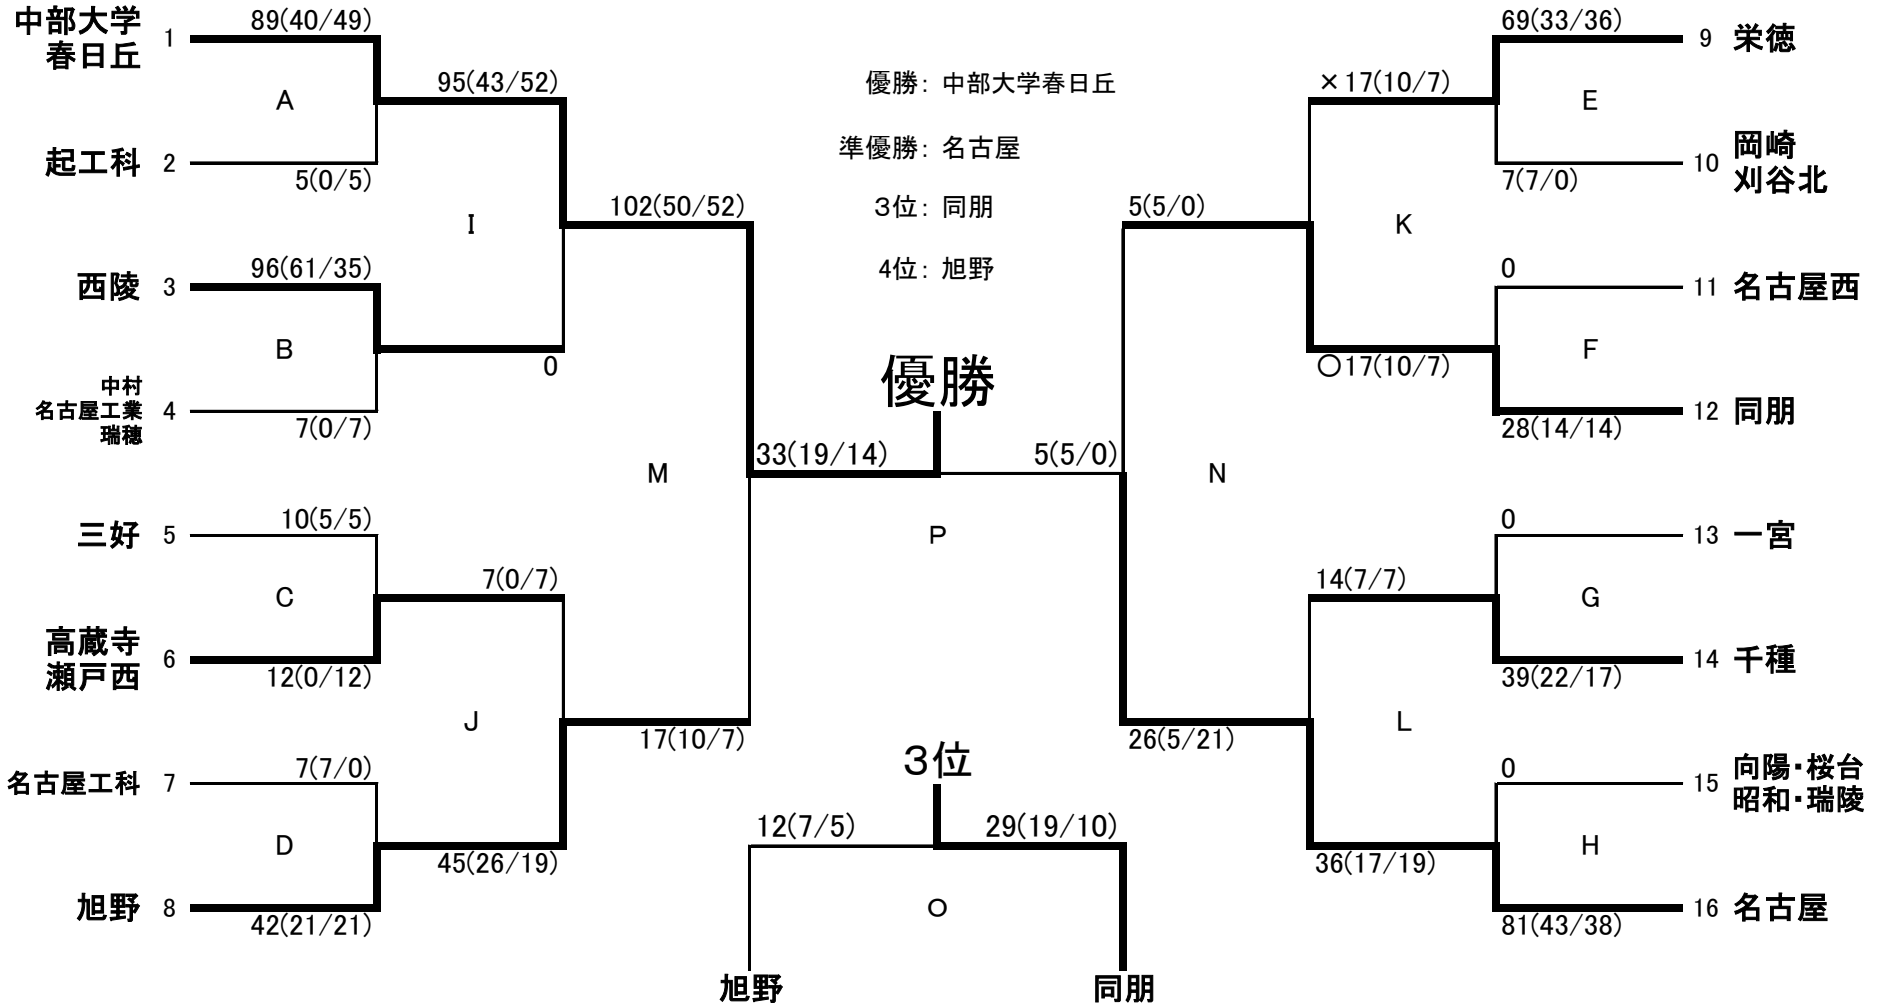 中部大学
春日丘
1
89(40/49)
A
起工科
2
5(0/5)
95(43/52)
I
西陵
3
96(61/35)
B
中村
名古屋工業
瑞穂
4
7(0/7)
0
102(50/52)
M
三好
5
10(5/5)
C
高蔵寺
瀬戸西
6
12(0/12)
7(0/7)
J
名古屋工科
7
7(7/0)
D
旭野
8
42(21/21)
45(26/19)
17(10/7)
優勝： 中部大学春日丘
準優勝： 名古屋
３位： 同朋
4位： 旭野
優勝
33(19/14)
5(5/0)
P
３位
12(7/5)
29(19/10)
O
旭野
同朋
69(33/36)
9
栄徳
×17(10/7)
E
10
岡崎
刈谷北
7(7/0)
5(5/0)
K
0
11
名古屋西
F
○17(10/7)
12
同朋
28(14/14)
N
0
13
一宮
14(7/7)
G
14
千種
39(22/17)
26(5/21)
L
0
15
向陽・桜台
昭和・瑞陵
H
36(17/19)
16
名古屋
81(43/38)